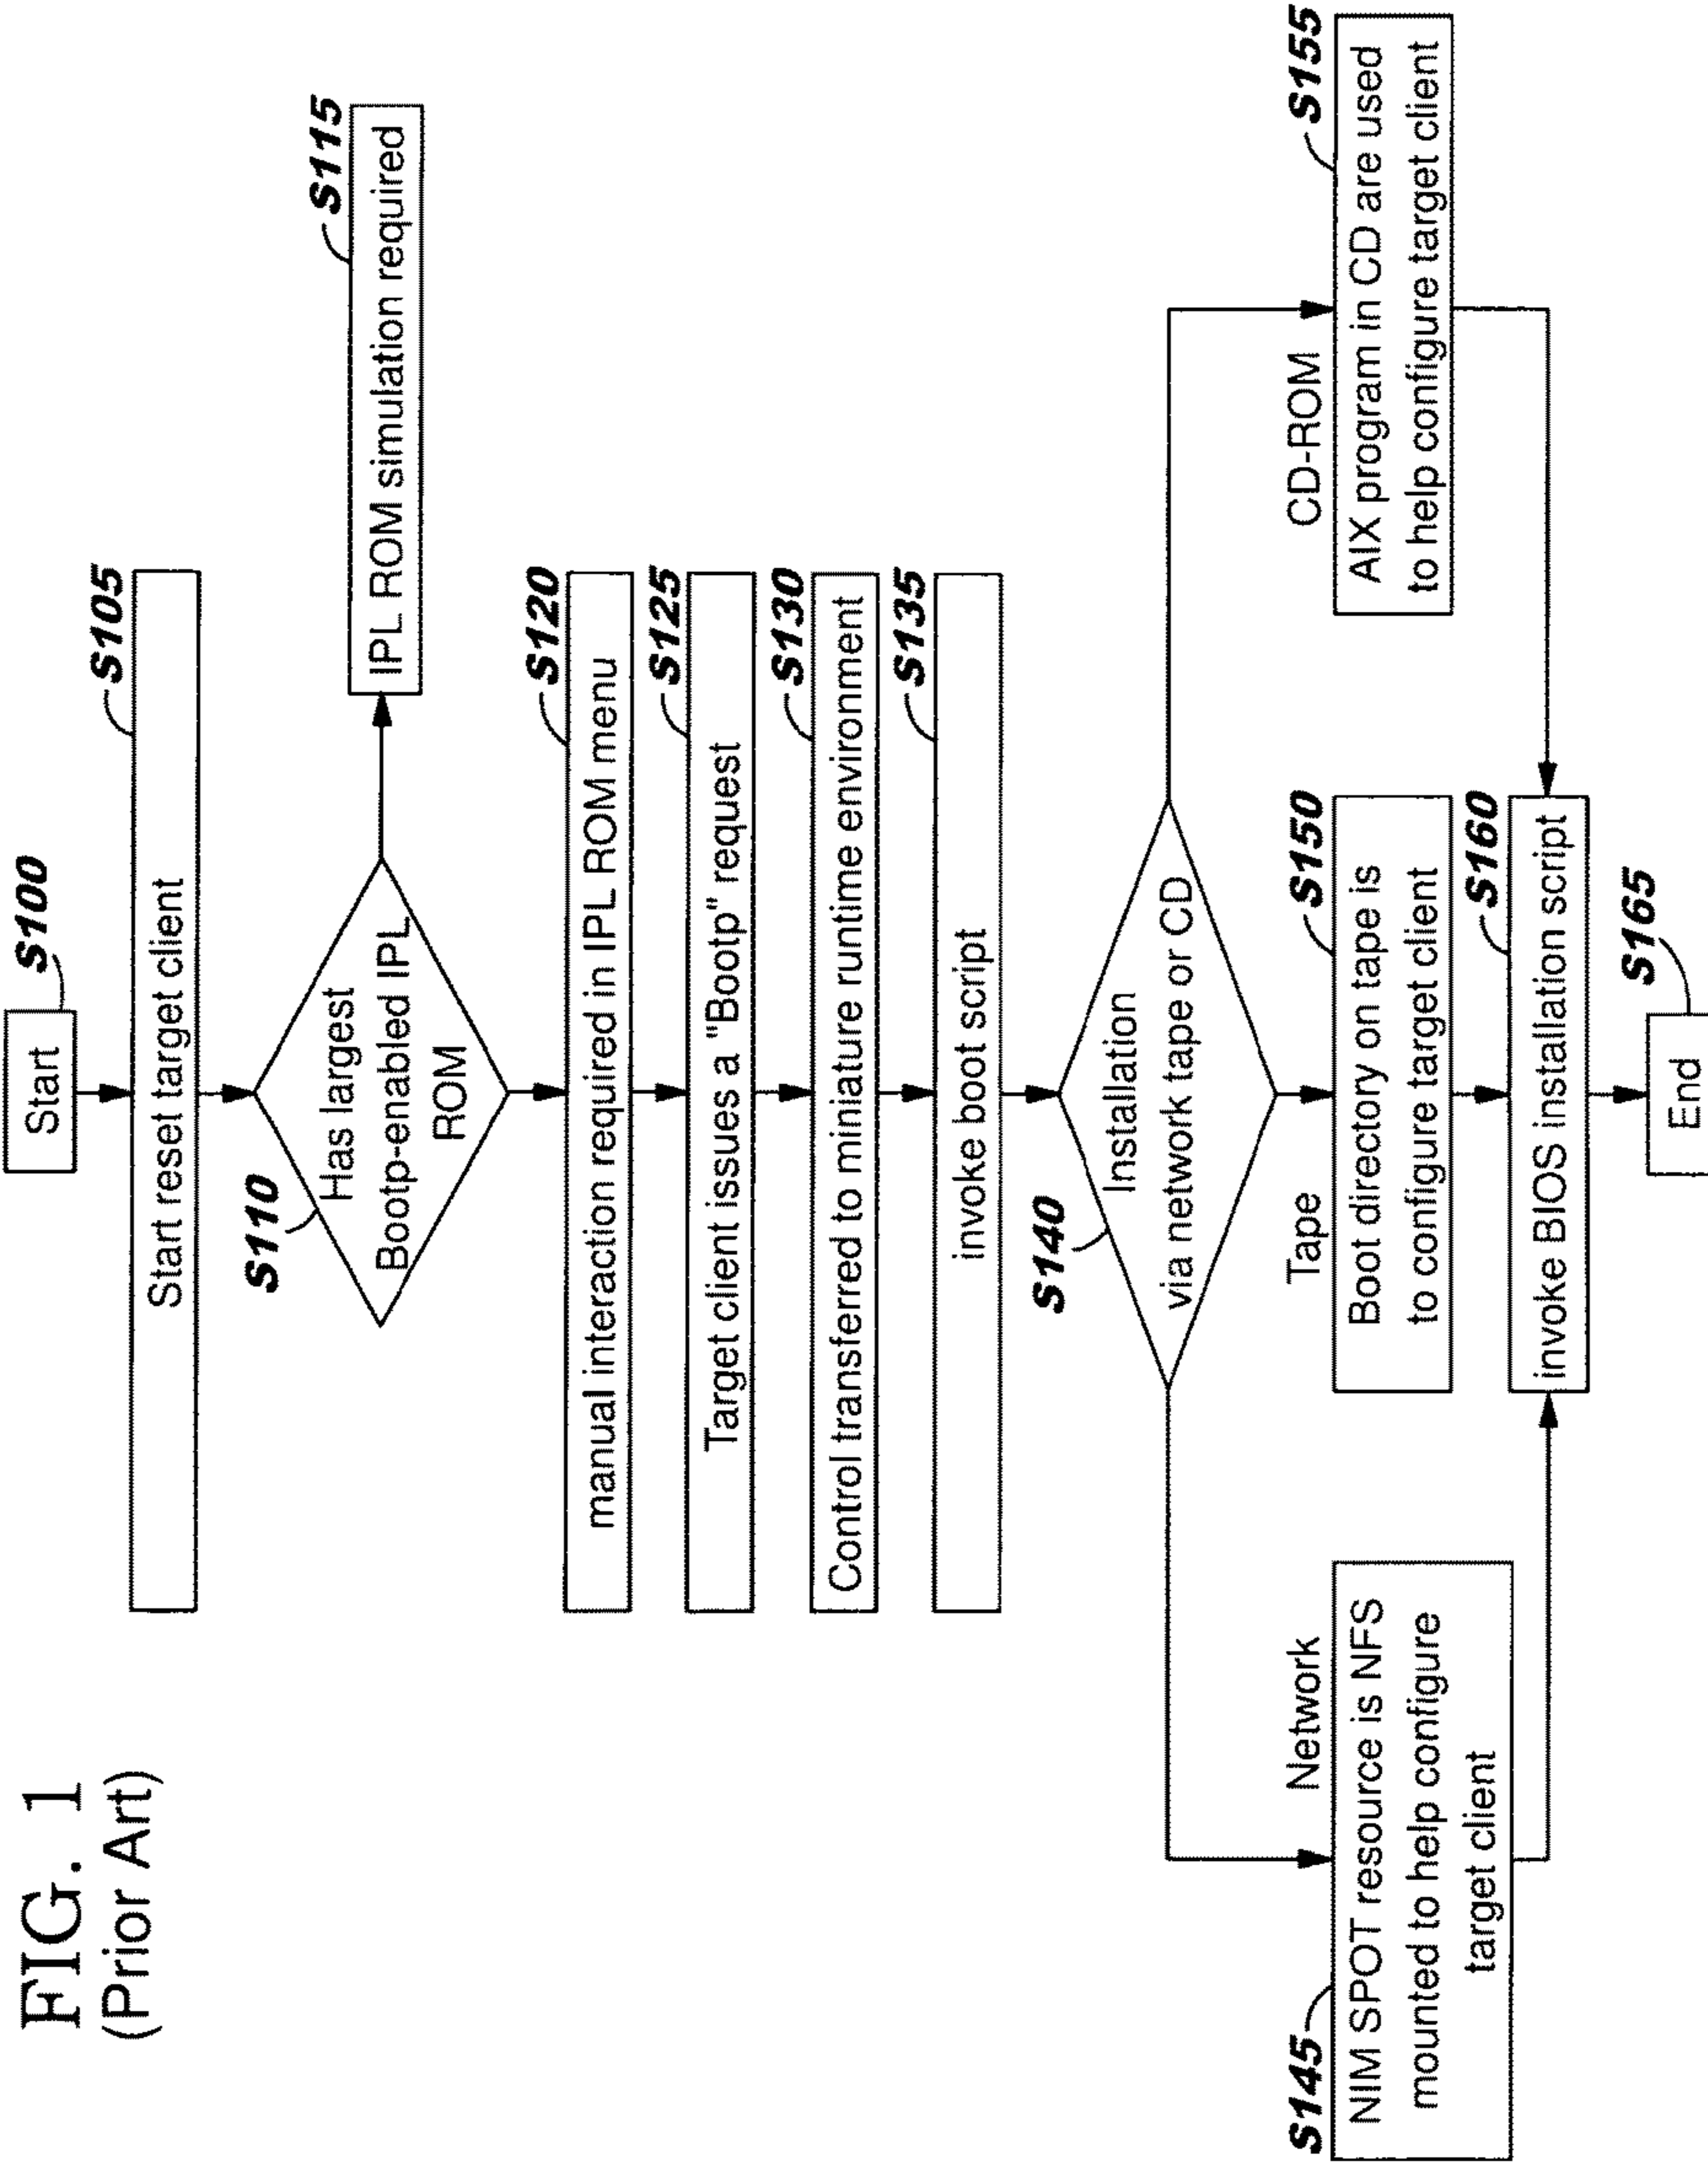 FIG. 1
(Prior Art)
Start
S100
Start reset target client
S105
S110
Has largest
Bootp-enabled IPL
ROM
IPL ROM simulation required
S115
manual interaction required in IPL ROM menu
S120
Target client issues a "Bootp" request
S125
Control transferred to miniature runtime environment
S130
invoke boot script
S135
S140
Installation
via network tape or CD
Network
S145
NIM SPOT resource is NFS
mounted to help configure
target client
Tape
S150
Boot directory on tape is
to configure target client
CD-ROM
S155
AIX program in CD are used
to help configure target client
S160
invoke BIOS installation script
S165
End